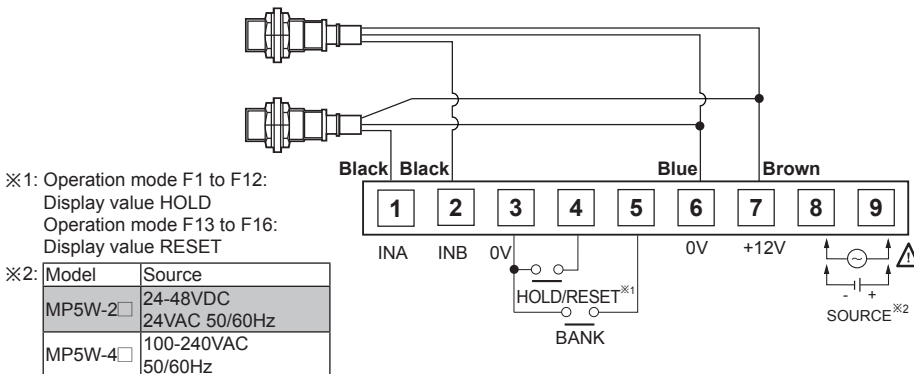 Black Black Blue Brown
1 2 3 4 5 6 7 8 9
INA INB 0V 0V +12V
HOLD/RESET※1
BANK
- +
SOURCE※2
※1: Operation mode F1 to F12:
Display value HOLD
Operation mode F13 to F16:
Display value RESET
※2: Model Source
MP5W-2□ 24-48VDC
24VAC 50/60Hz
MP5W-4□ 100-240VAC
50/60Hz